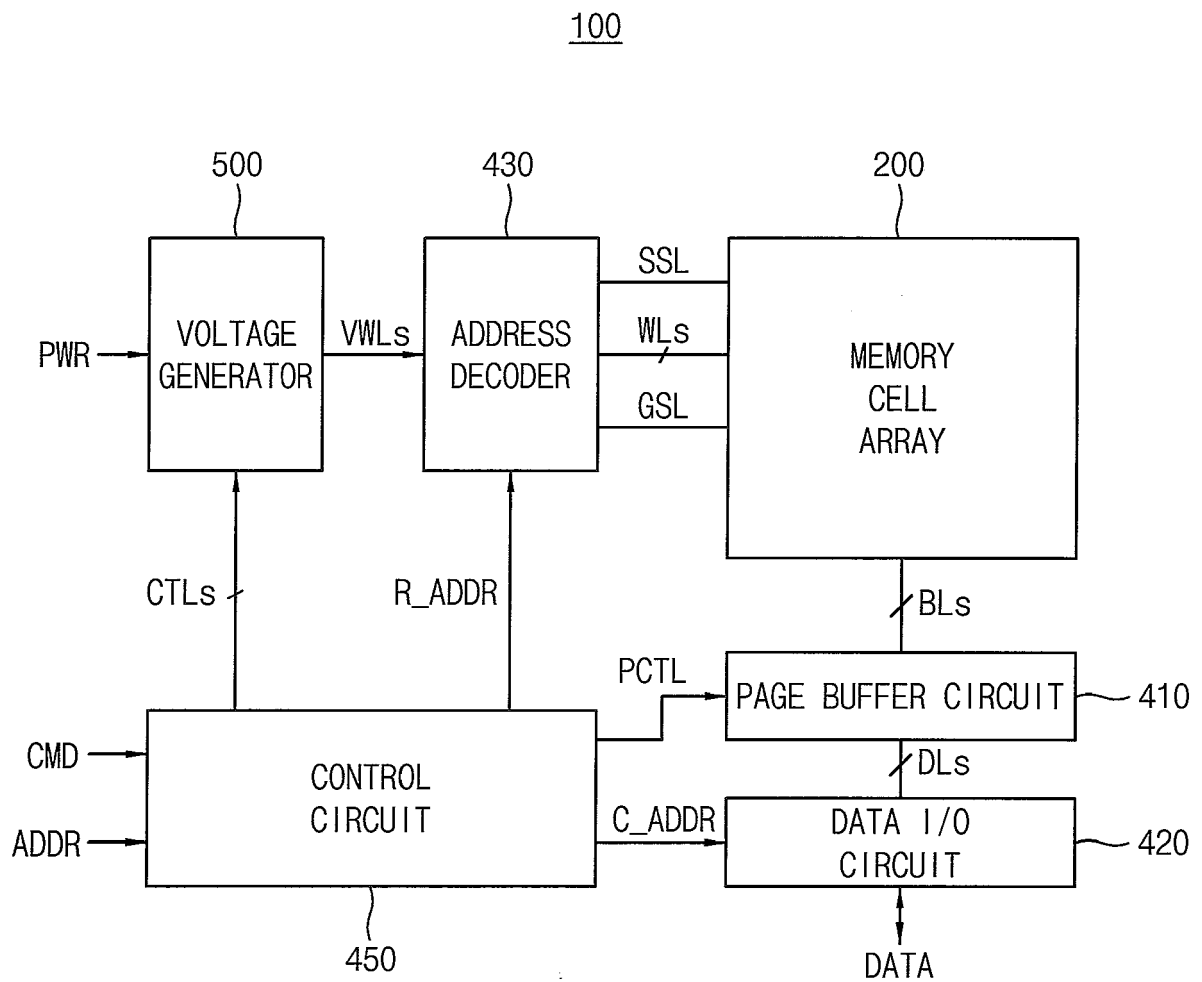 100
500
430
200
SSL
VOLTAGE
GENERATOR
PWR
VWLs
ADDRESS
DECODER
WLs
GSL
MEMORY
CELL
ARRAY
CTLs
R_ADDR
BLs
PCTL
PAGE BUFFER CIRCUIT
410
CMD
CONTROL
CIRCUIT
DLs
ADDR
C_ADDR
DATA I/O
CIRCUIT
420
450
DATA